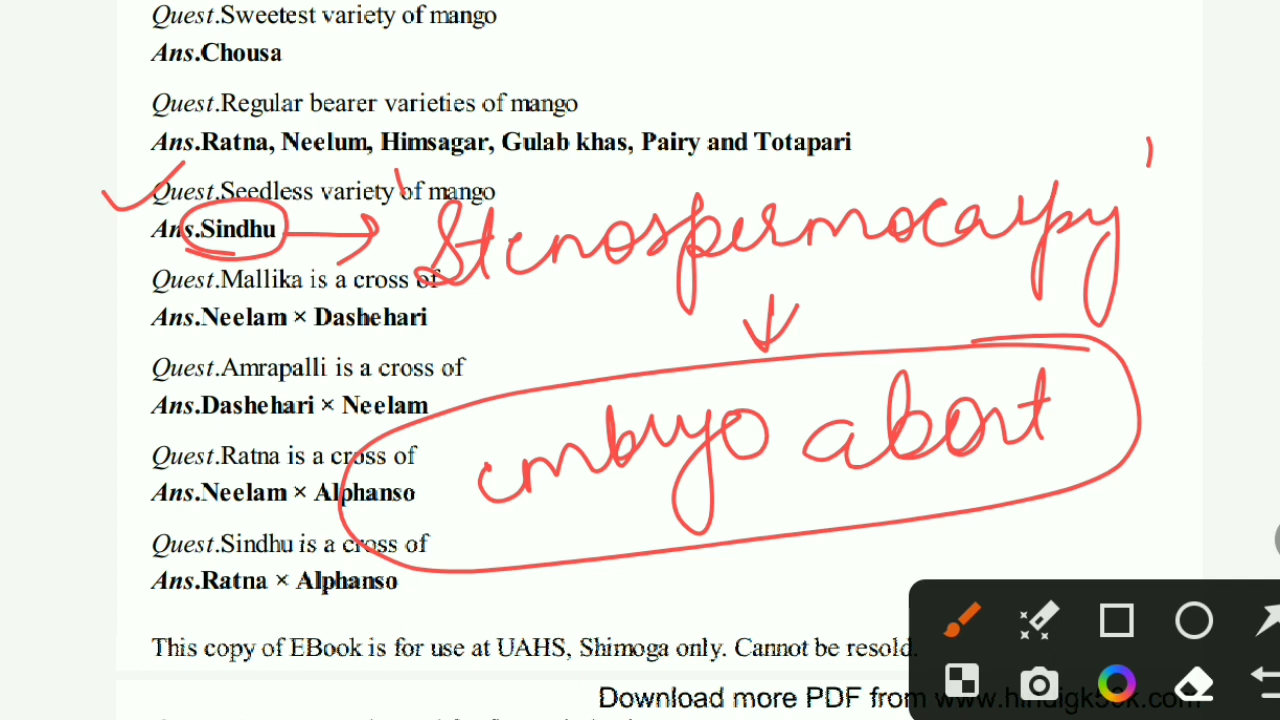 Quest.Sweetest variety of mango
Ans.Chousa
Quest.Regular bearer varieties of mango
Ans.Ratna, Neelum, Himsagar, Gulab khas, Pairy and Totapari
Quest.Seedless variety of mango
Ans.Sindhu
'Stenospermocarpy'
Quest.Mallika is a cross of
Ans.Neelam × Dashehari
Quest.Amrapalli is a cross of
Ans.Dashehari × Neelam
embryo abort
Quest.Ratna is a cross of
Ans.Neelam × Alphanso
Quest.Sindhu is a cross of
Ans.Ratna × Alphanso
This copy of EBook is for use at UAHS, Shimoga only. Cannot be resold.
Download more PDF from www.hindigk50k.com